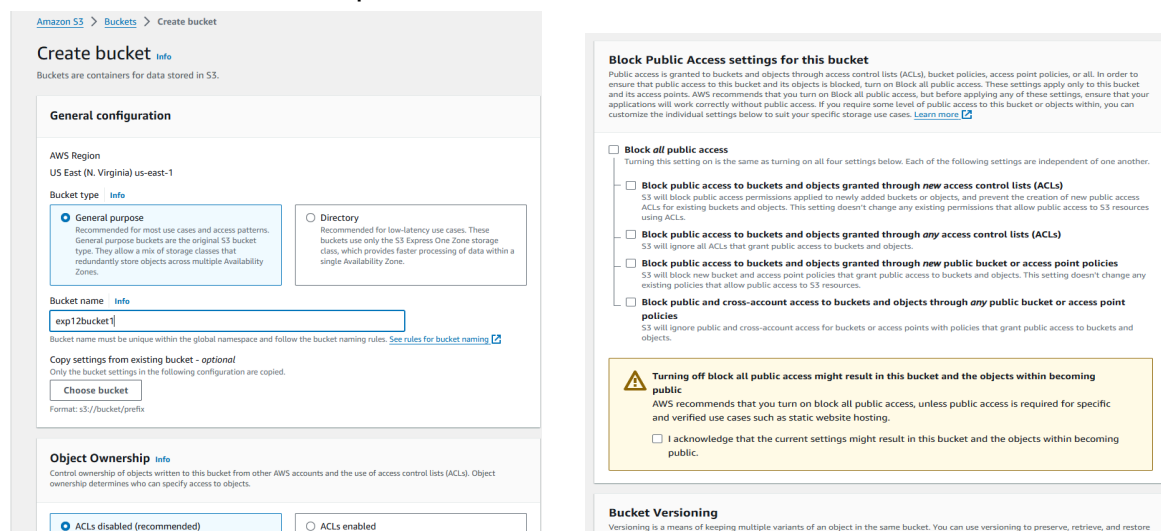 Amazon S3 > Buckets > Create bucket
Create bucket Info
Buckets are containers for data stored in S3.
General configuration
AWS Region
US East (N. Virginia) us-east-1
Bucket type Info
General purpose
Recommended for most use cases and access patterns.
General purpose buckets are the original S3 bucket
type. They allow a mix of storage classes that
redundantly store objects across multiple Availability
Zones.
Directory
Recommended for low-latency use cases. These
buckets use only the S3 Express One Zone storage
class, which provides faster processing of data within a
single Availability Zone.
Bucket name Info
exp12bucket1
Bucket name must be unique within the global namespace and follow the bucket naming rules. See rules for bucket naming
Copy settings from existing bucket - optional
Only the bucket settings in the following configuration are copied.
Choose bucket
Format: s3://bucket/prefix
Object Ownership Info
Control ownership of objects written to this bucket from other AWS accounts and the use of access control lists (ACLs). Object
ownership determines who can specify access to objects.
ACLs disabled (recommended)
ACLs enabled
Block Public Access settings for this bucket
Public access is granted to buckets and objects through access control lists (ACLs), bucket policies, access point policies, or all. In order to
ensure that public access to this bucket and its objects is blocked, turn on Block all public access. These settings apply only to this bucket
and its access points. AWS recommends that you turn on Block all public access, but before applying any of these settings, ensure that your
applications will work correctly without public access. If you require some level of public access to this bucket or objects within, you can
customize the individual settings below to suit your specific storage use cases. Learn more
Block all public access
Turning this setting on is the same as turning on all four settings below. Each of the following settings are independent of one another.
Block public access to buckets and objects granted through new access control lists (ACLs)
S3 will block public access permissions applied to newly added buckets or objects, and prevent the creation of new public access
ACLs for existing buckets and objects. This setting doesn't change any existing permissions that allow public access to S3 resources
using ACLs.
Block public access to buckets and objects granted through any access control lists (ACLs)
S3 will ignore all ACLs that grant public access to buckets and objects.
Block public access to buckets and objects granted through new public bucket or access point policies
S3 will block new bucket and access point policies that grant public access to buckets and objects. This setting doesn't change any
existing policies that allow public access to S3 resources.
Block public and cross-account access to buckets and objects through any public bucket or access point
policies
S3 will ignore public and cross-account access for buckets or access points with policies that grant public access to buckets and
objects.
Turning off block all public access might result in this bucket and the objects within becoming
public
AWS recommends that you turn on block all public access, unless public access is required for specific
and verified use cases such as static website hosting.
I acknowledge that the current settings might result in this bucket and the objects within becoming
public.
Bucket Versioning
Versioning is a means of keeping multiple variants of an object in the same bucket. You can use versioning to preserve, retrieve, and restore